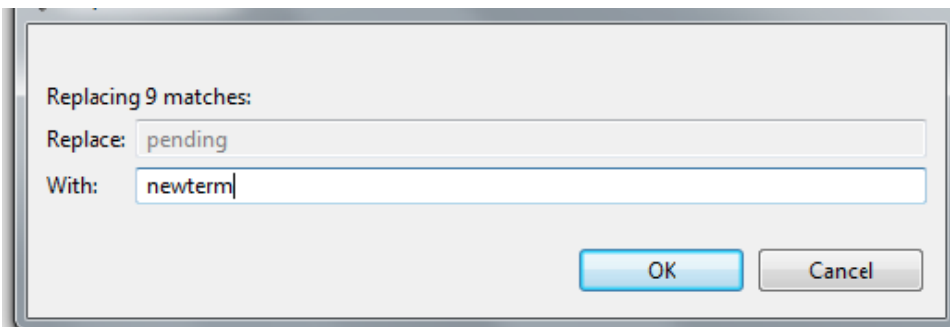 Replacing 9 matches:
Replace: pending
With: newterm
OK Cancel